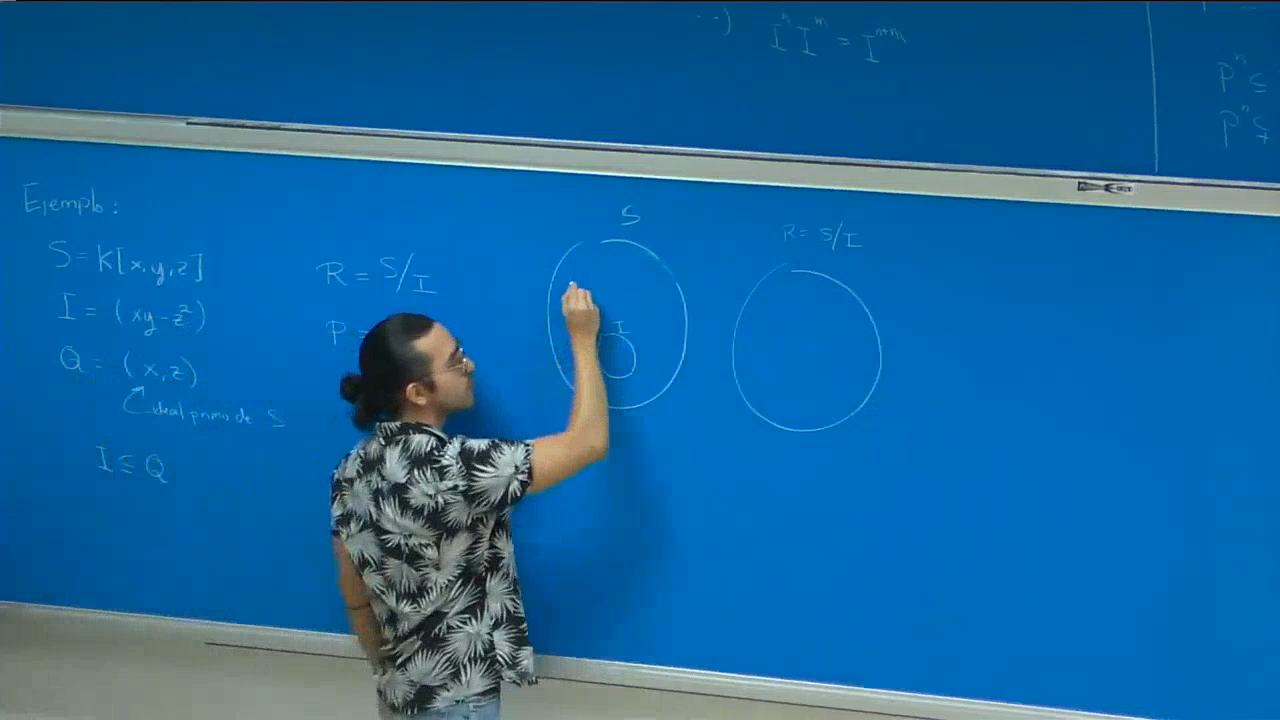 I^n I^m = I^{n+m}
P^n ⊆
P^n ⊊
Ejemplo:
S = K[x,y,z]
I = (xy-z²)
Q = (x,z)
ideal primo de S
I ⊆ Q
R = S/I
P =
S
I
R = S/I